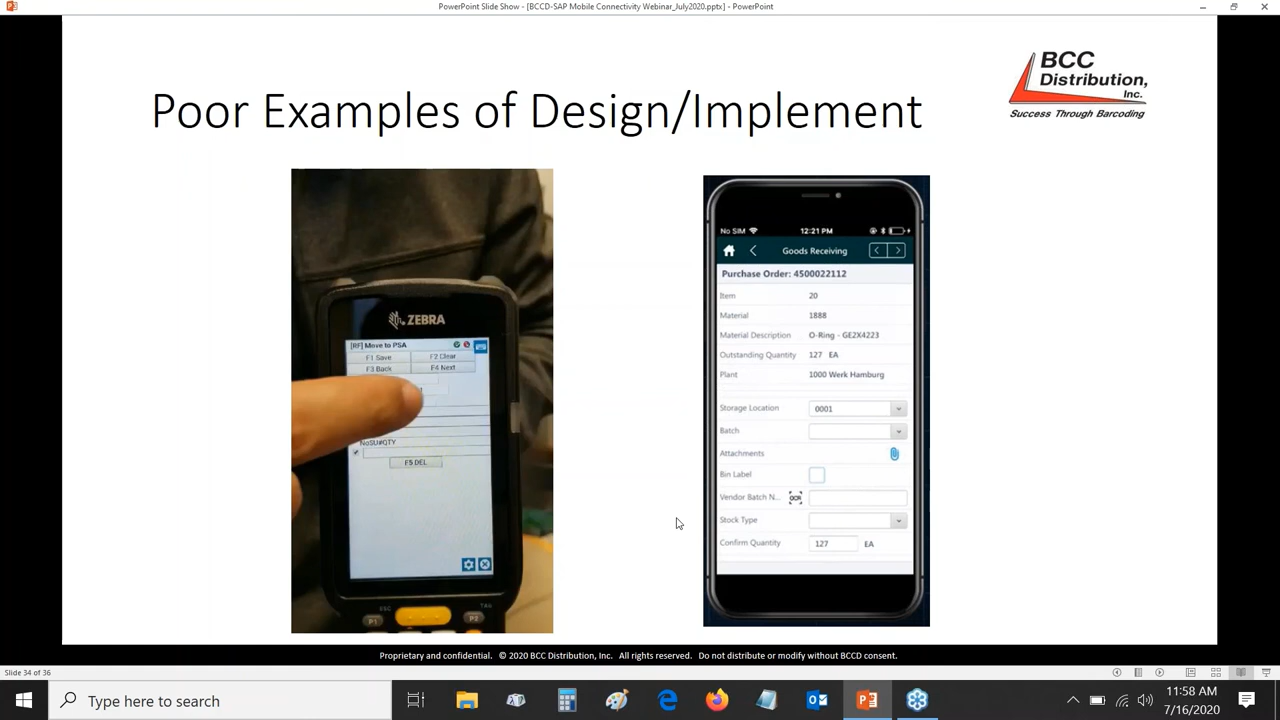 PowerPoint Slide Show - [BCCD-SAP Mobile Connectivity Webinar_July2020.pptx] - PowerPoint
BCC
Distribution,
Inc.
Success Through Barcoding
Poor Examples of Design/Implement
ZEBRA
[RF] Move to PSA
F1 Save
F2 Clear
F3 Back
F4 Next
NoSU#QTY
F5 DEL
P1
P2
No SIM
12:21 PM
Goods Receiving
Purchase Order: 4500022112
Item 20
Material 1888
Material Description O-Ring - GE2X4223
Outstanding Quantity 127 EA
Plant 1000 Werk Hamburg
Storage Location 0001
Batch
Attachments
Bin Label
Vendor Batch N... OCR
Stock Type
Confirm Quantity 127 EA
Proprietary and confidential. © 2020 BCC Distribution, Inc. All rights reserved. Do not distribute or modify without BCCD consent.
Slide 34 of 36
Type here to search
11:58 AM
7/16/2020